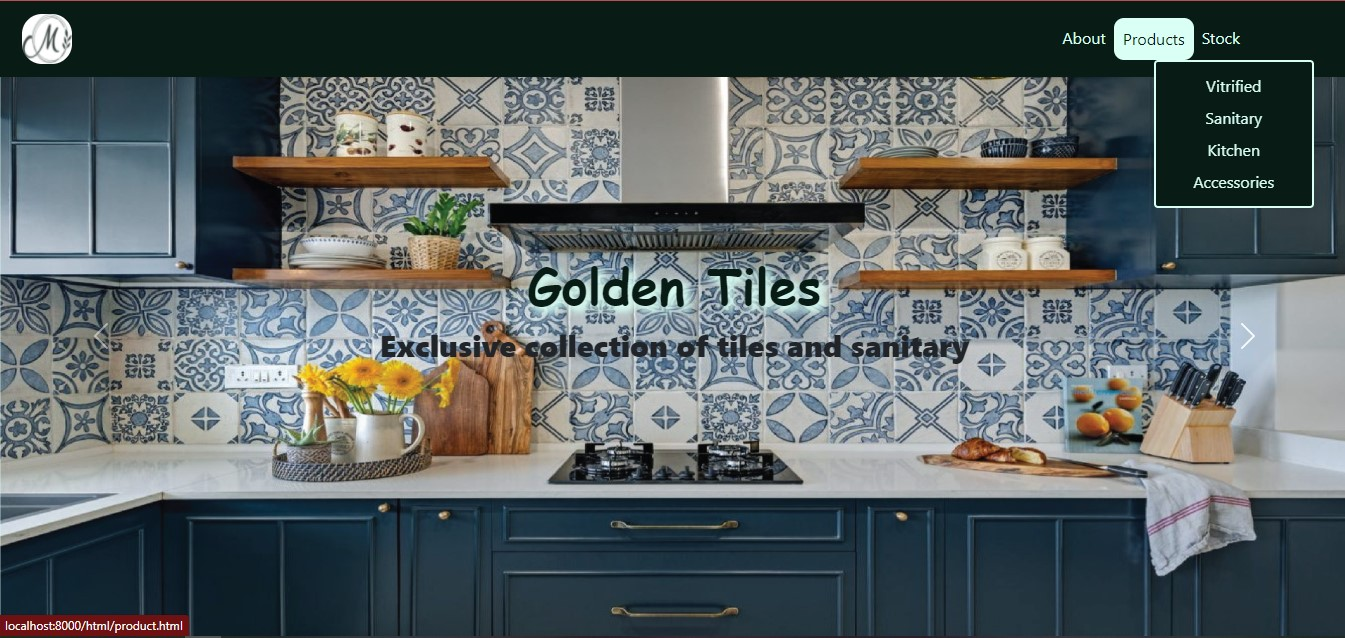 M
About Products Stock
Vitrified
Sanitary
Kitchen
Accessories
Golden Tiles
Exclusive collection of tiles and sanitary
localhost:8000/html/product.html